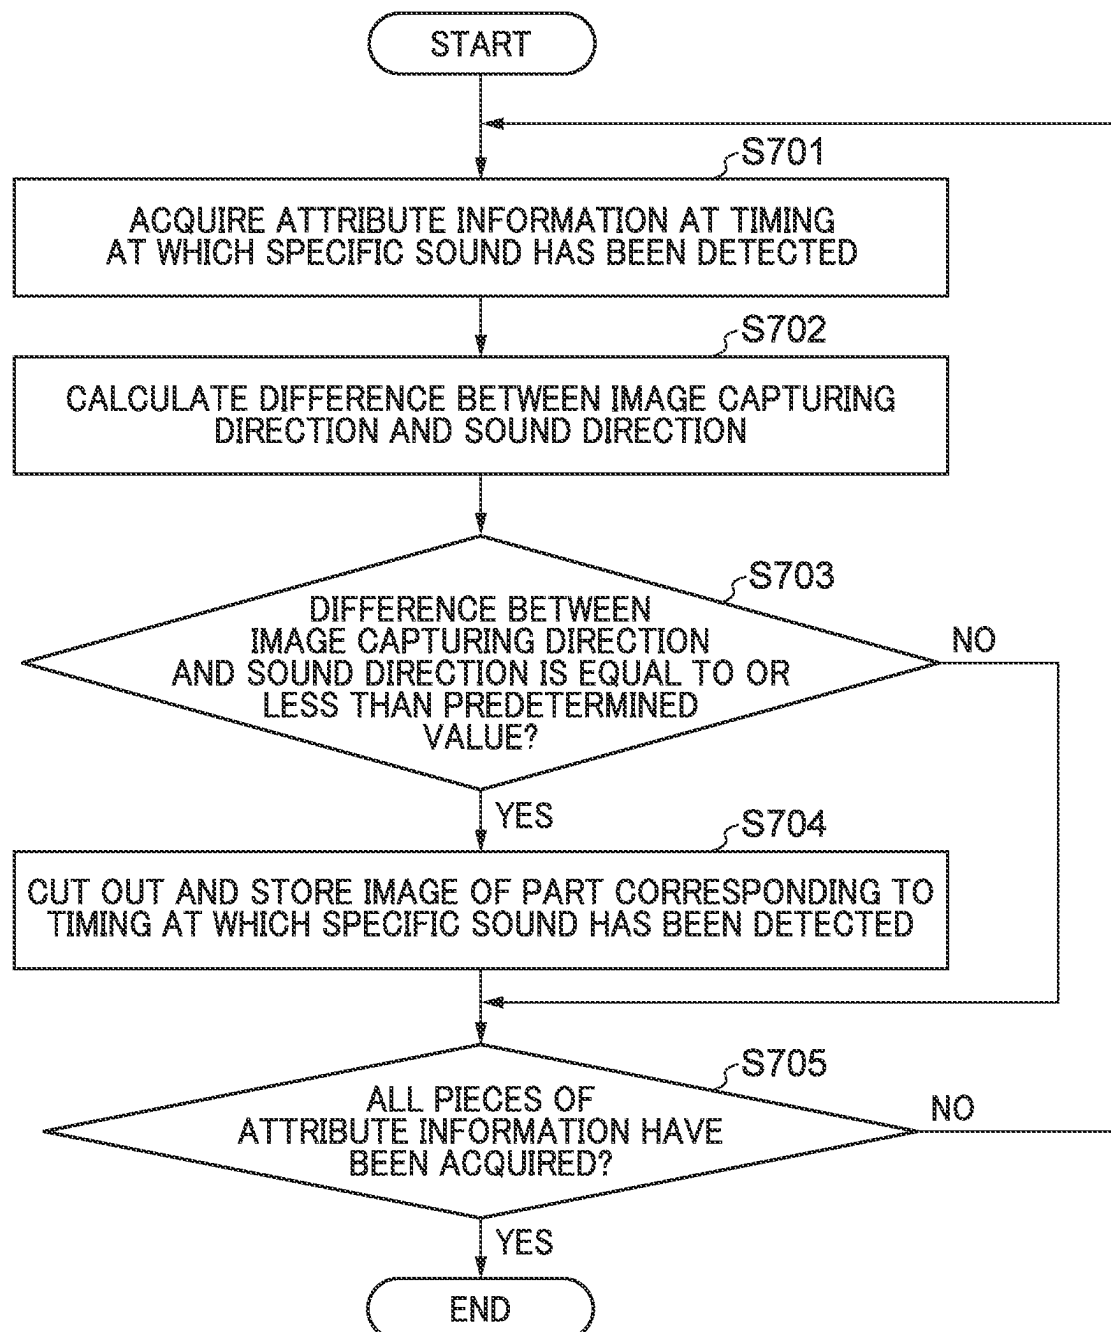 START
S701
ACQUIRE ATTRIBUTE INFORMATION AT TIMING
AT WHICH SPECIFIC SOUND HAS BEEN DETECTED
S702
CALCULATE DIFFERENCE BETWEEN IMAGE CAPTURING
DIRECTION AND SOUND DIRECTION
S703
DIFFERENCE BETWEEN
IMAGE CAPTURING DIRECTION
AND SOUND DIRECTION IS EQUAL TO OR
LESS THAN PREDETERMINED
VALUE?
NO
YES
S704
CUT OUT AND STORE IMAGE OF PART CORRESPONDING TO
TIMING AT WHICH SPECIFIC SOUND HAS BEEN DETECTED
S705
ALL PIECES OF
ATTRIBUTE INFORMATION HAVE
BEEN ACQUIRED?
NO
YES
END